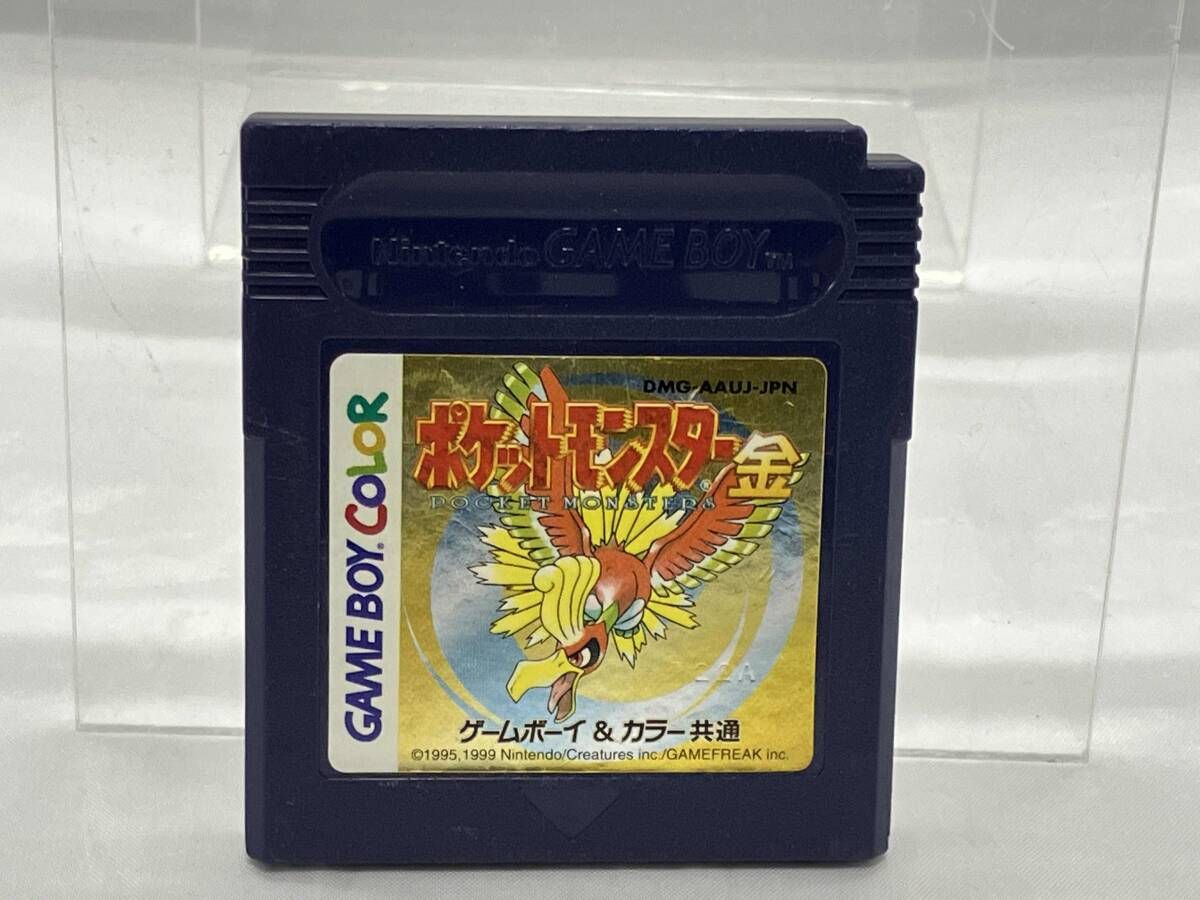 Nintendo GAME BOY™
GAME BOY COLOR
DMG-AAUJ-JPN
ポケットモンスター®金
POCKET MONSTERS
22A
ゲームボーイ & カラー共通
©1995,1999 Nintendo/Creatures inc./GAMEFREAK inc.